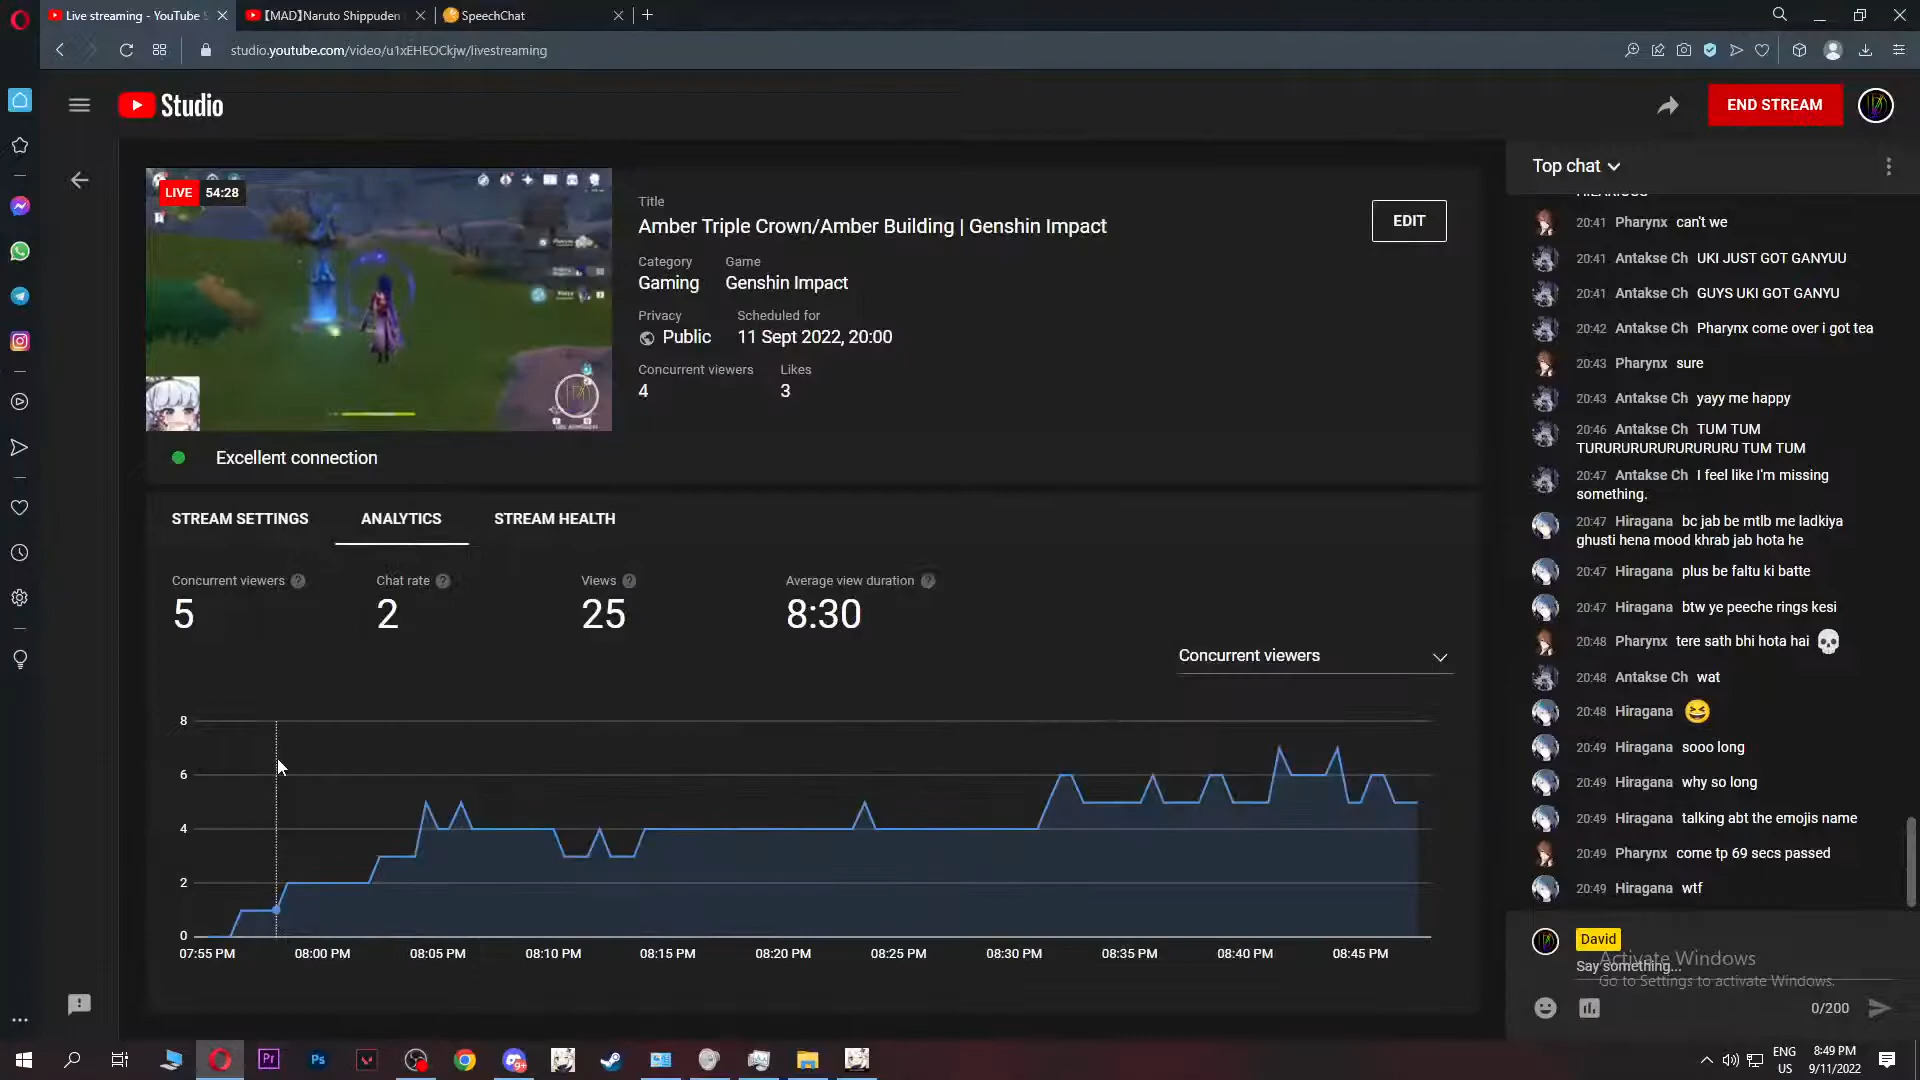 Live streaming - YouTube S
【MAD】Naruto Shippuden
SpeechChat
studio.youtube.com/video/u1xEHEOCkjw/livestreaming
Studio
END STREAM
LIVE 54:28
Title
Amber Triple Crown/Amber Building | Genshin Impact
EDIT
Category
Game
Gaming
Genshin Impact
Privacy
Scheduled for
Public
11 Sept 2022, 20:00
Concurrent viewers
Likes
4
3
Excellent connection
STREAM SETTINGS
ANALYTICS
STREAM HEALTH
Concurrent viewers
Chat rate
Views
Average view duration
5
2
25
8:30
Concurrent viewers
8
6
4
2
0
07:55 PM
08:00 PM
08:05 PM
08:10 PM
08:15 PM
08:20 PM
08:25 PM
08:30 PM
08:35 PM
08:40 PM
08:45 PM
Top chat
HILARIOUS
20:41 Pharynx can't we
20:41 Antakse Ch UKI JUST GOT GANYUU
20:41 Antakse Ch GUYS UKI GOT GANYU
20:42 Antakse Ch Pharynx come over i got tea
20:43 Pharynx sure
20:43 Antakse Ch yayy me happy
20:46 Antakse Ch TUM TUM
TURURURURURURURURU TUM TUM
20:47 Antakse Ch I feel like I'm missing
something.
20:47 Hiragana bc jab be mtlb me ladkiya
ghusti hena mood khrab jab hota he
20:47 Hiragana plus be faltu ki batte
20:47 Hiragana btw ye peeche rings kesi
20:48 Pharynx tere sath bhi hota hai 💀
20:48 Antakse Ch wat
20:48 Hiragana 😆
20:49 Hiragana sooo long
20:49 Hiragana why so long
20:49 Hiragana talking abt the emojis name
20:49 Pharynx come tp 69 secs passed
20:49 Hiragana wtf
David
Say something...
Activate Windows
Go to Settings to activate Windows.
0/200
Pr
Ps
9+
ENG
US
8:49 PM
9/11/2022